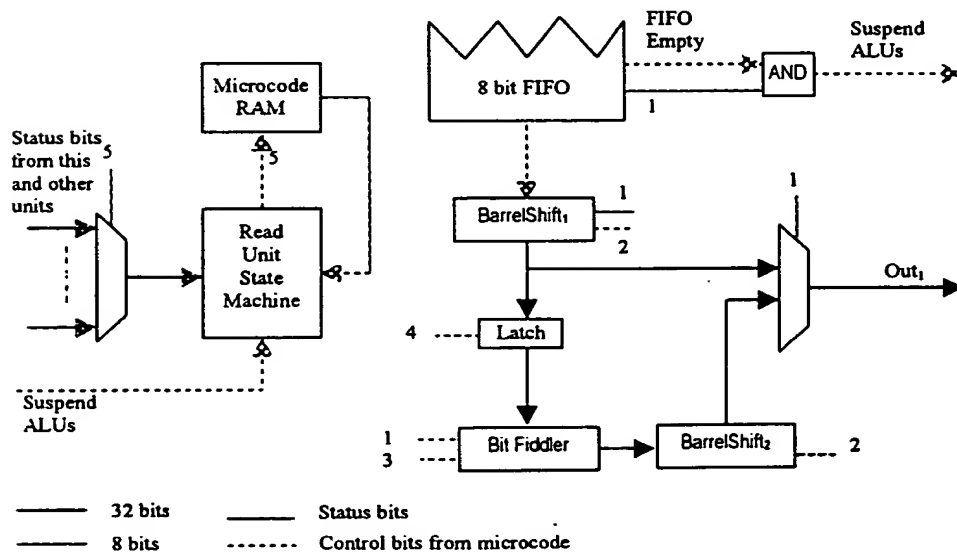 FIFO
Empty
Suspend
ALUs
AND
8 bit FIFO
1
Microcode
RAM
5
Status bits
from this
and other
units
5
Read
Unit
State
Machine
Suspend
ALUs
BarrelShift1
1
2
1
Out1
4
Latch
1
3
Bit Fiddler
BarrelShift2
2
32 bits
Status bits
8 bits
Control bits from microcode